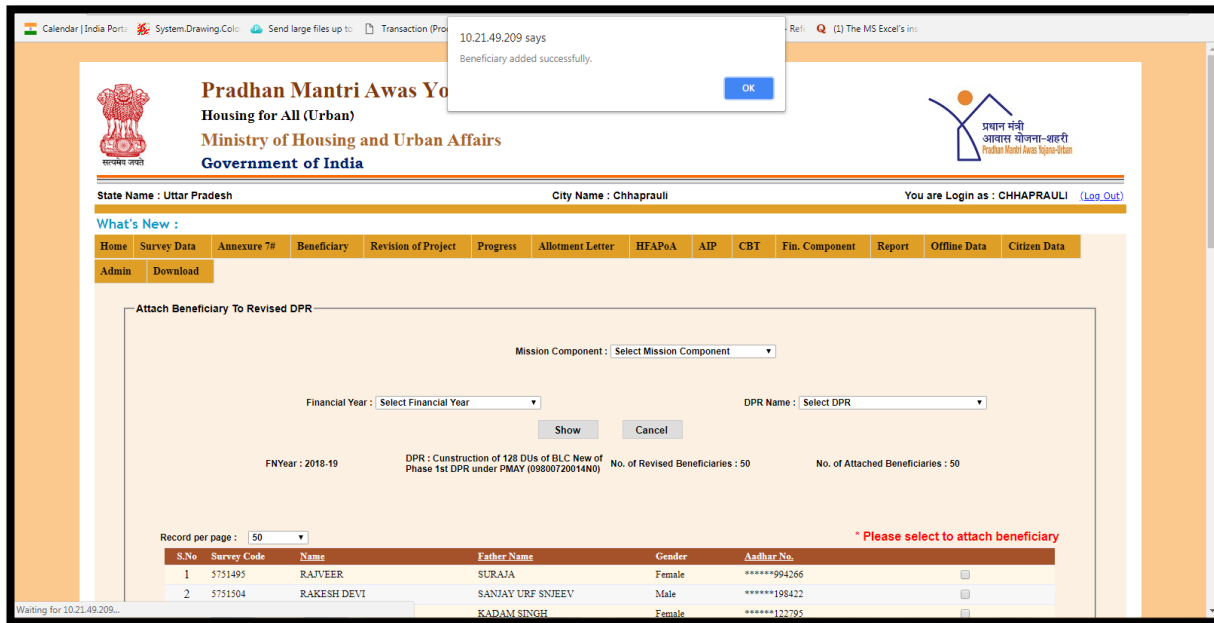 Calendar | India Porta
System.Drawing.Colo
Send large files up to
Transaction (Pro
Refe
(1) The MS Excel's ins
10.21.49.209 says
Beneficiary added successfully.
OK
Pradhan Mantri Awas Yo
Housing for All (Urban)
Ministry of Housing and Urban Affairs
Government of India
सत्यमेव जयते
प्रधान मंत्री
आवास योजना-शहरी
Pradhan Mantri Awas Yojana-Urban
State Name : Uttar Pradesh City Name : Chhaprauli You are Login as : CHHAPRAULI (Log Out)
What's New :
Home Survey Data Annexure 7# Beneficiary Revision of Project Progress Allotment Letter HFAPoA AIP CBT Fin. Component Report Offline Data Citizen Data
Admin Download
Attach Beneficiary To Revised DPR
Mission Component : Select Mission Component
Financial Year : Select Financial Year DPR Name : Select DPR
Show Cancel
FNYear : 2018-19 DPR : Construction of 128 DUs of BLC New of No. of Revised Beneficiaries : 50 No. of Attached Beneficiaries : 50
Phase 1st DPR under PMAY (09800720014N0)
Record per page : 50 * Please select to attach beneficiary
S.No Survey Code Name Father Name Gender Aadhar No.
1 5751495 RAJVEER SURAJA Female ******994266
2 5751504 RAKESH DEVI SANJAY URF SNJEEV Male ******198422
KADAM SINGH Female ******122795
Waiting for 10.21.49.209...